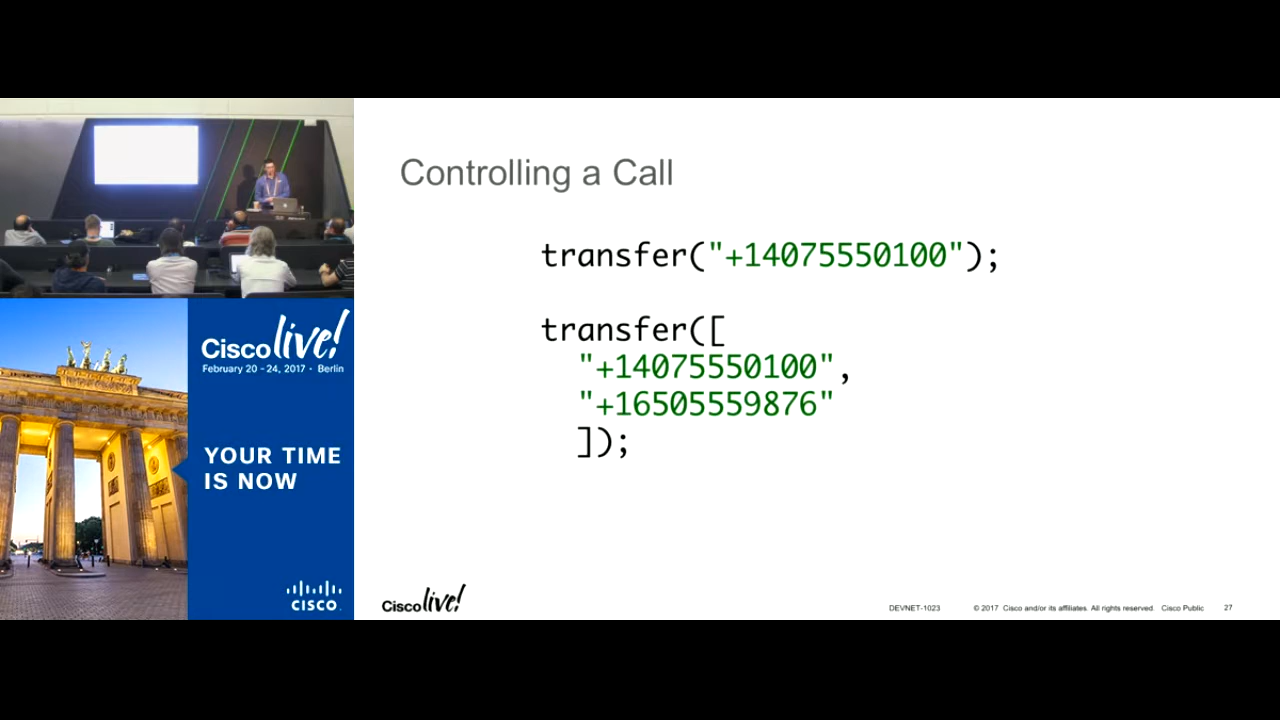 Controlling a Call
transfer("+14075550100");
transfer([
"+14075550100",
"+16505559876"
]);
Cisco live!
February 20 - 24, 2017 • Berlin
YOUR TIME
IS NOW
CISCO.
Cisco live!
DEVNET-1023 © 2017 Cisco and/or its affiliates. All rights reserved. Cisco Public 27